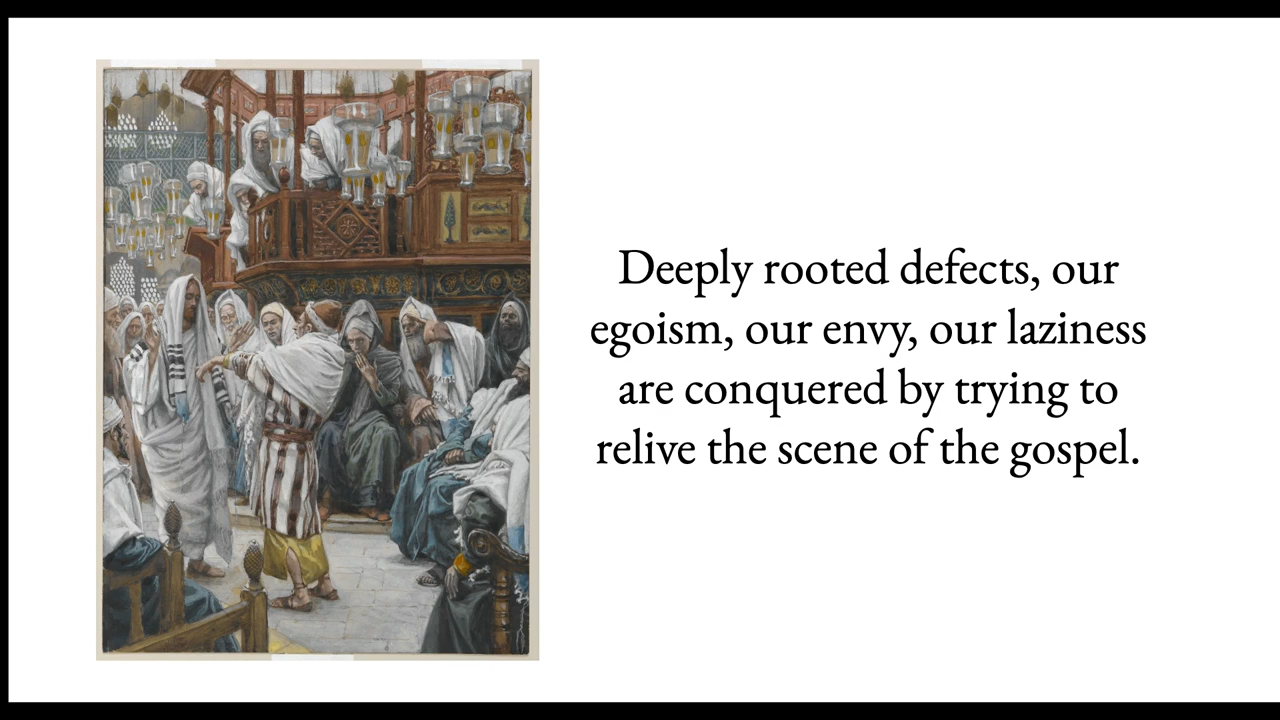 Deeply rooted defects, our
egoism, our envy, our laziness
are conquered by trying to
relive the scene of the gospel.